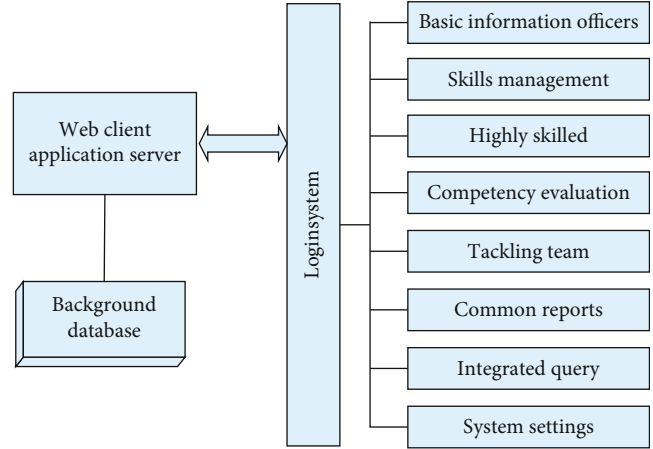 Web client
application server
Background
database
Loginsystem
Basic information officers
Skills management
Highly skilled
Competency evaluation
Tackling team
Common reports
Integrated query
System settings